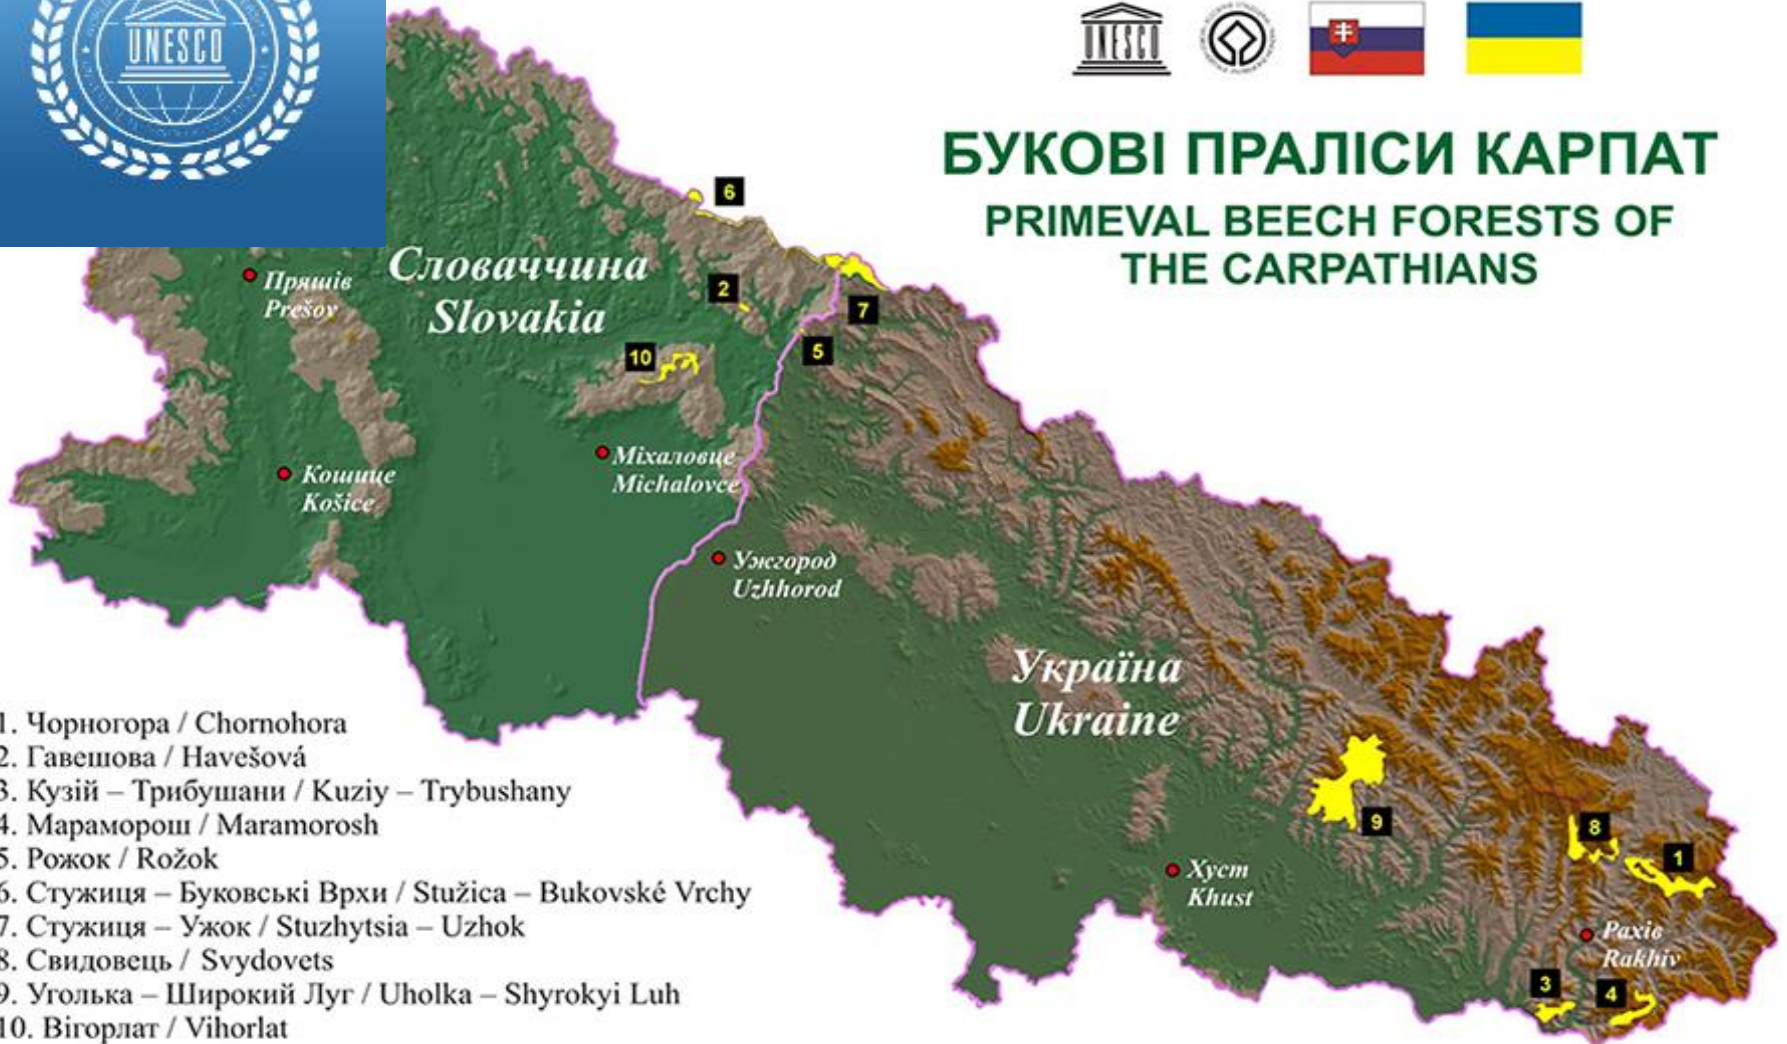 UNESCO
UNESCO
БУКОВІ ПРАЛІСИ КАРПАТ
PRIMEVAL BEECH FORESTS OF
THE CARPATHIANS
6
Словаччина
Slovakia
Пряшів
Prešov
2
7
5
10
Міхаловце
Michalovce
Кошице
Košice
Ужгород
Uzhhorod
Україна
Ukraine
9
8
1
Хуст
Khust
Рахів
Rakhiv
3
4
1. Чорногора / Chornohora
2. Гавешова / Havešová
3. Кузій – Трибушани / Kuziy – Trybushany
4. Мараморош / Maramorosh
5. Рожок / Rožok
6. Стужиця – Буковські Врхи / Stužica – Bukovské Vrchy
7. Стужиця – Ужок / Stuzhytsia – Uzhok
8. Свидовець / Svydovets
9. Уголька – Широкий Луг / Uholka – Shyrokyi Luh
10. Вігорлат / Vihorlat